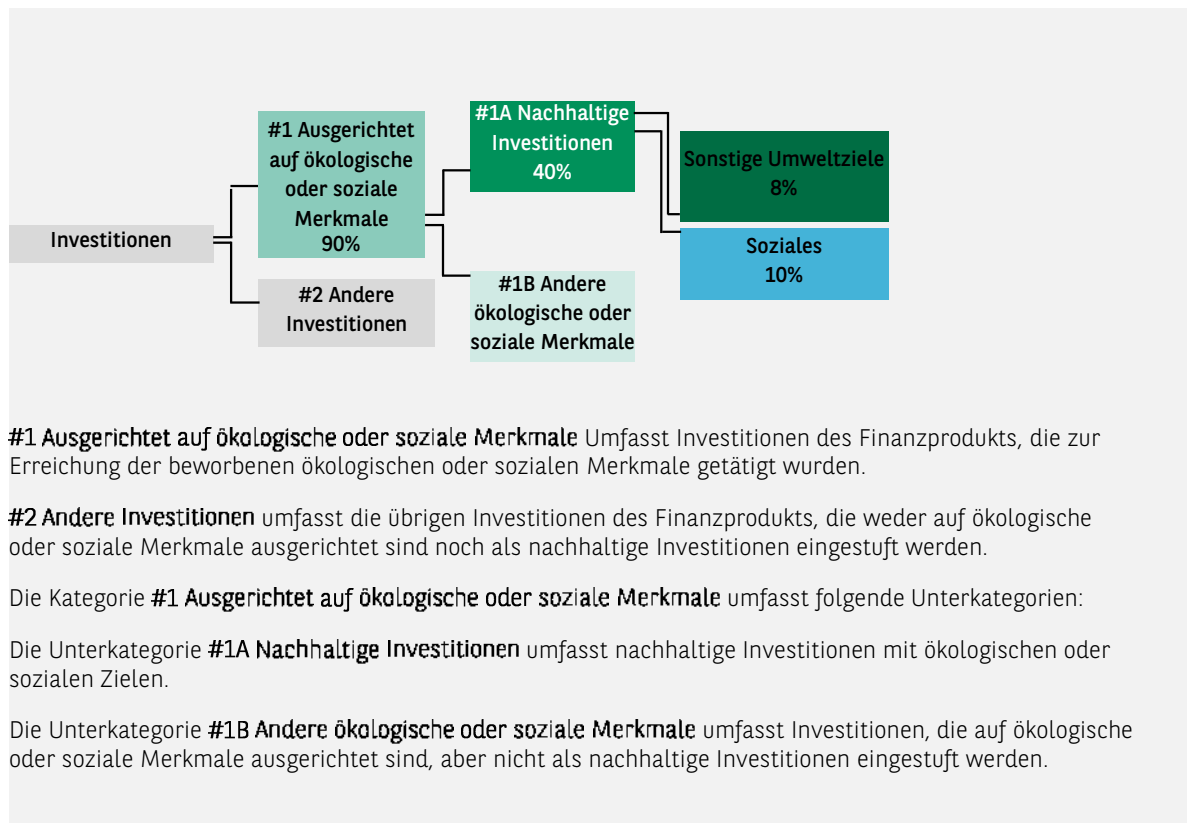 #1A Nachhaltige
Investitionen
40%
#1 Ausgerichtet
auf ökologische
oder soziale
Merkmale
90%
Sonstige Umweltziele
8%
Investitionen
Soziales
10%
#2 Andere
Investitionen
#1B Andere
ökologische oder
soziale Merkmale
#1 Ausgerichtet auf ökologische oder soziale Merkmale Umfasst Investitionen des Finanzprodukts, die zur
Erreichung der beworbenen ökologischen oder sozialen Merkmale getätigt wurden.
#2 Andere Investitionen umfasst die übrigen Investitionen des Finanzprodukts, die weder auf ökologische
oder soziale Merkmale ausgerichtet sind noch als nachhaltige Investitionen eingestuft werden.
Die Kategorie #1 Ausgerichtet auf ökologische oder soziale Merkmale umfasst folgende Unterkategorien:
Die Unterkategorie #1A Nachhaltige Investitionen umfasst nachhaltige Investitionen mit ökologischen oder
sozialen Zielen.
Die Unterkategorie #1B Andere ökologische oder soziale Merkmale umfasst Investitionen, die auf ökologische
oder soziale Merkmale ausgerichtet sind, aber nicht als nachhaltige Investitionen eingestuft werden.